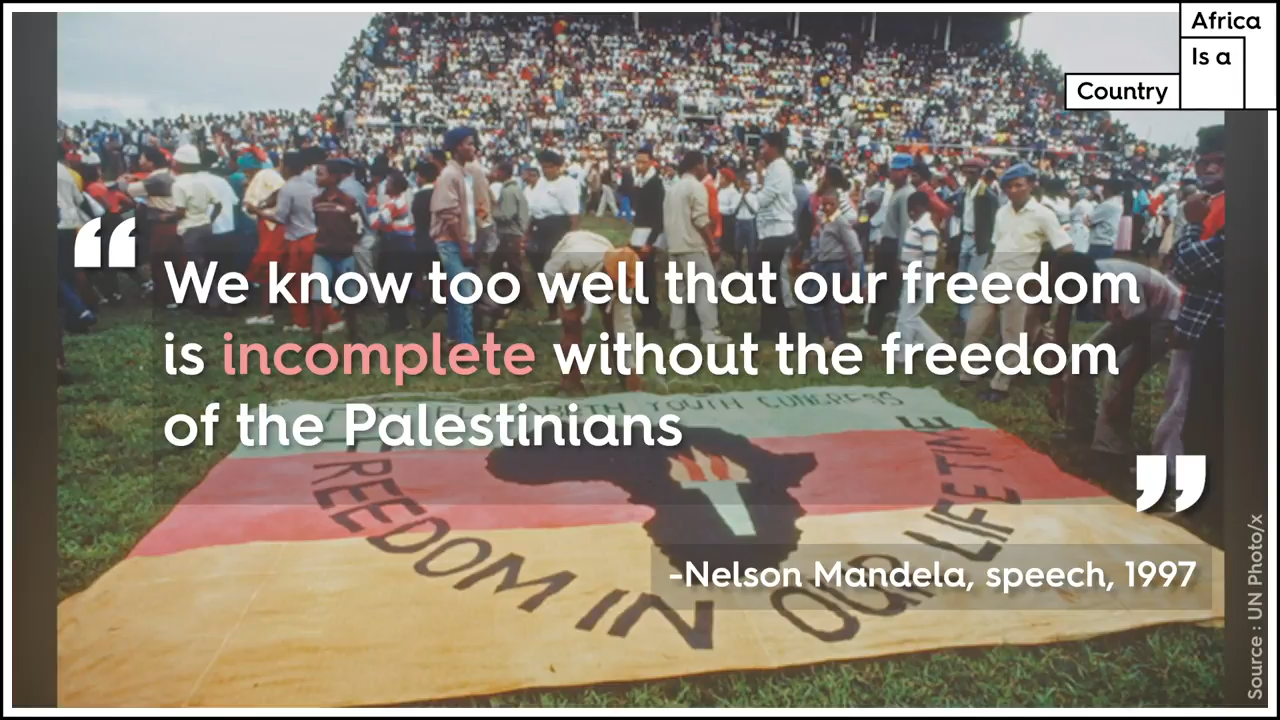 Africa
Is a
Country
“
We know too well that our freedom
is incomplete without the freedom
of the Palestinians
”
YOUTH CONGRESS
FREEDOM IN OUR LIFETIME
-Nelson Mandela, speech, 1997
Source : UN Photo/x